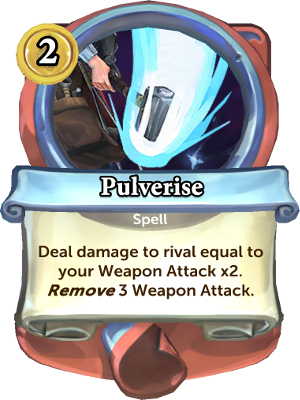 2
Pulverise
Spell
Deal damage to rival equal to
your Weapon Attack x2.
Remove 3 Weapon Attack.